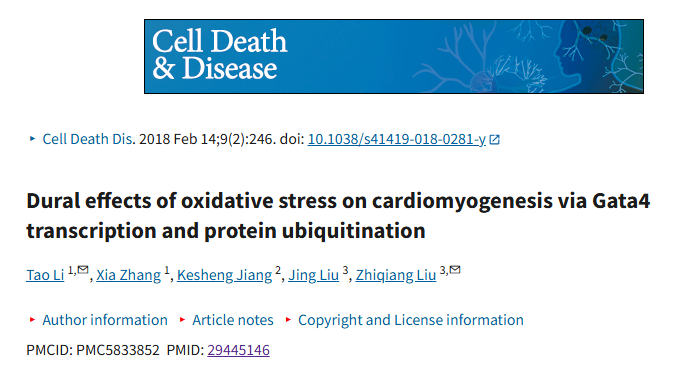 Cell Death
& Disease
Cell Death Dis. 2018 Feb 14;9(2):246. doi: 10.1038/s41419-018-0281-y
Dural effects of oxidative stress on cardiomyogenesis via Gata4
transcription and protein ubiquitination
Tao Li 1,✉, Xia Zhang 1, Kesheng Jiang 2, Jing Liu 3, Zhiqiang Liu 3,✉
▸ Author information ▸ Article notes ▸ Copyright and License information
PMCID: PMC5833852 PMID: 29445146